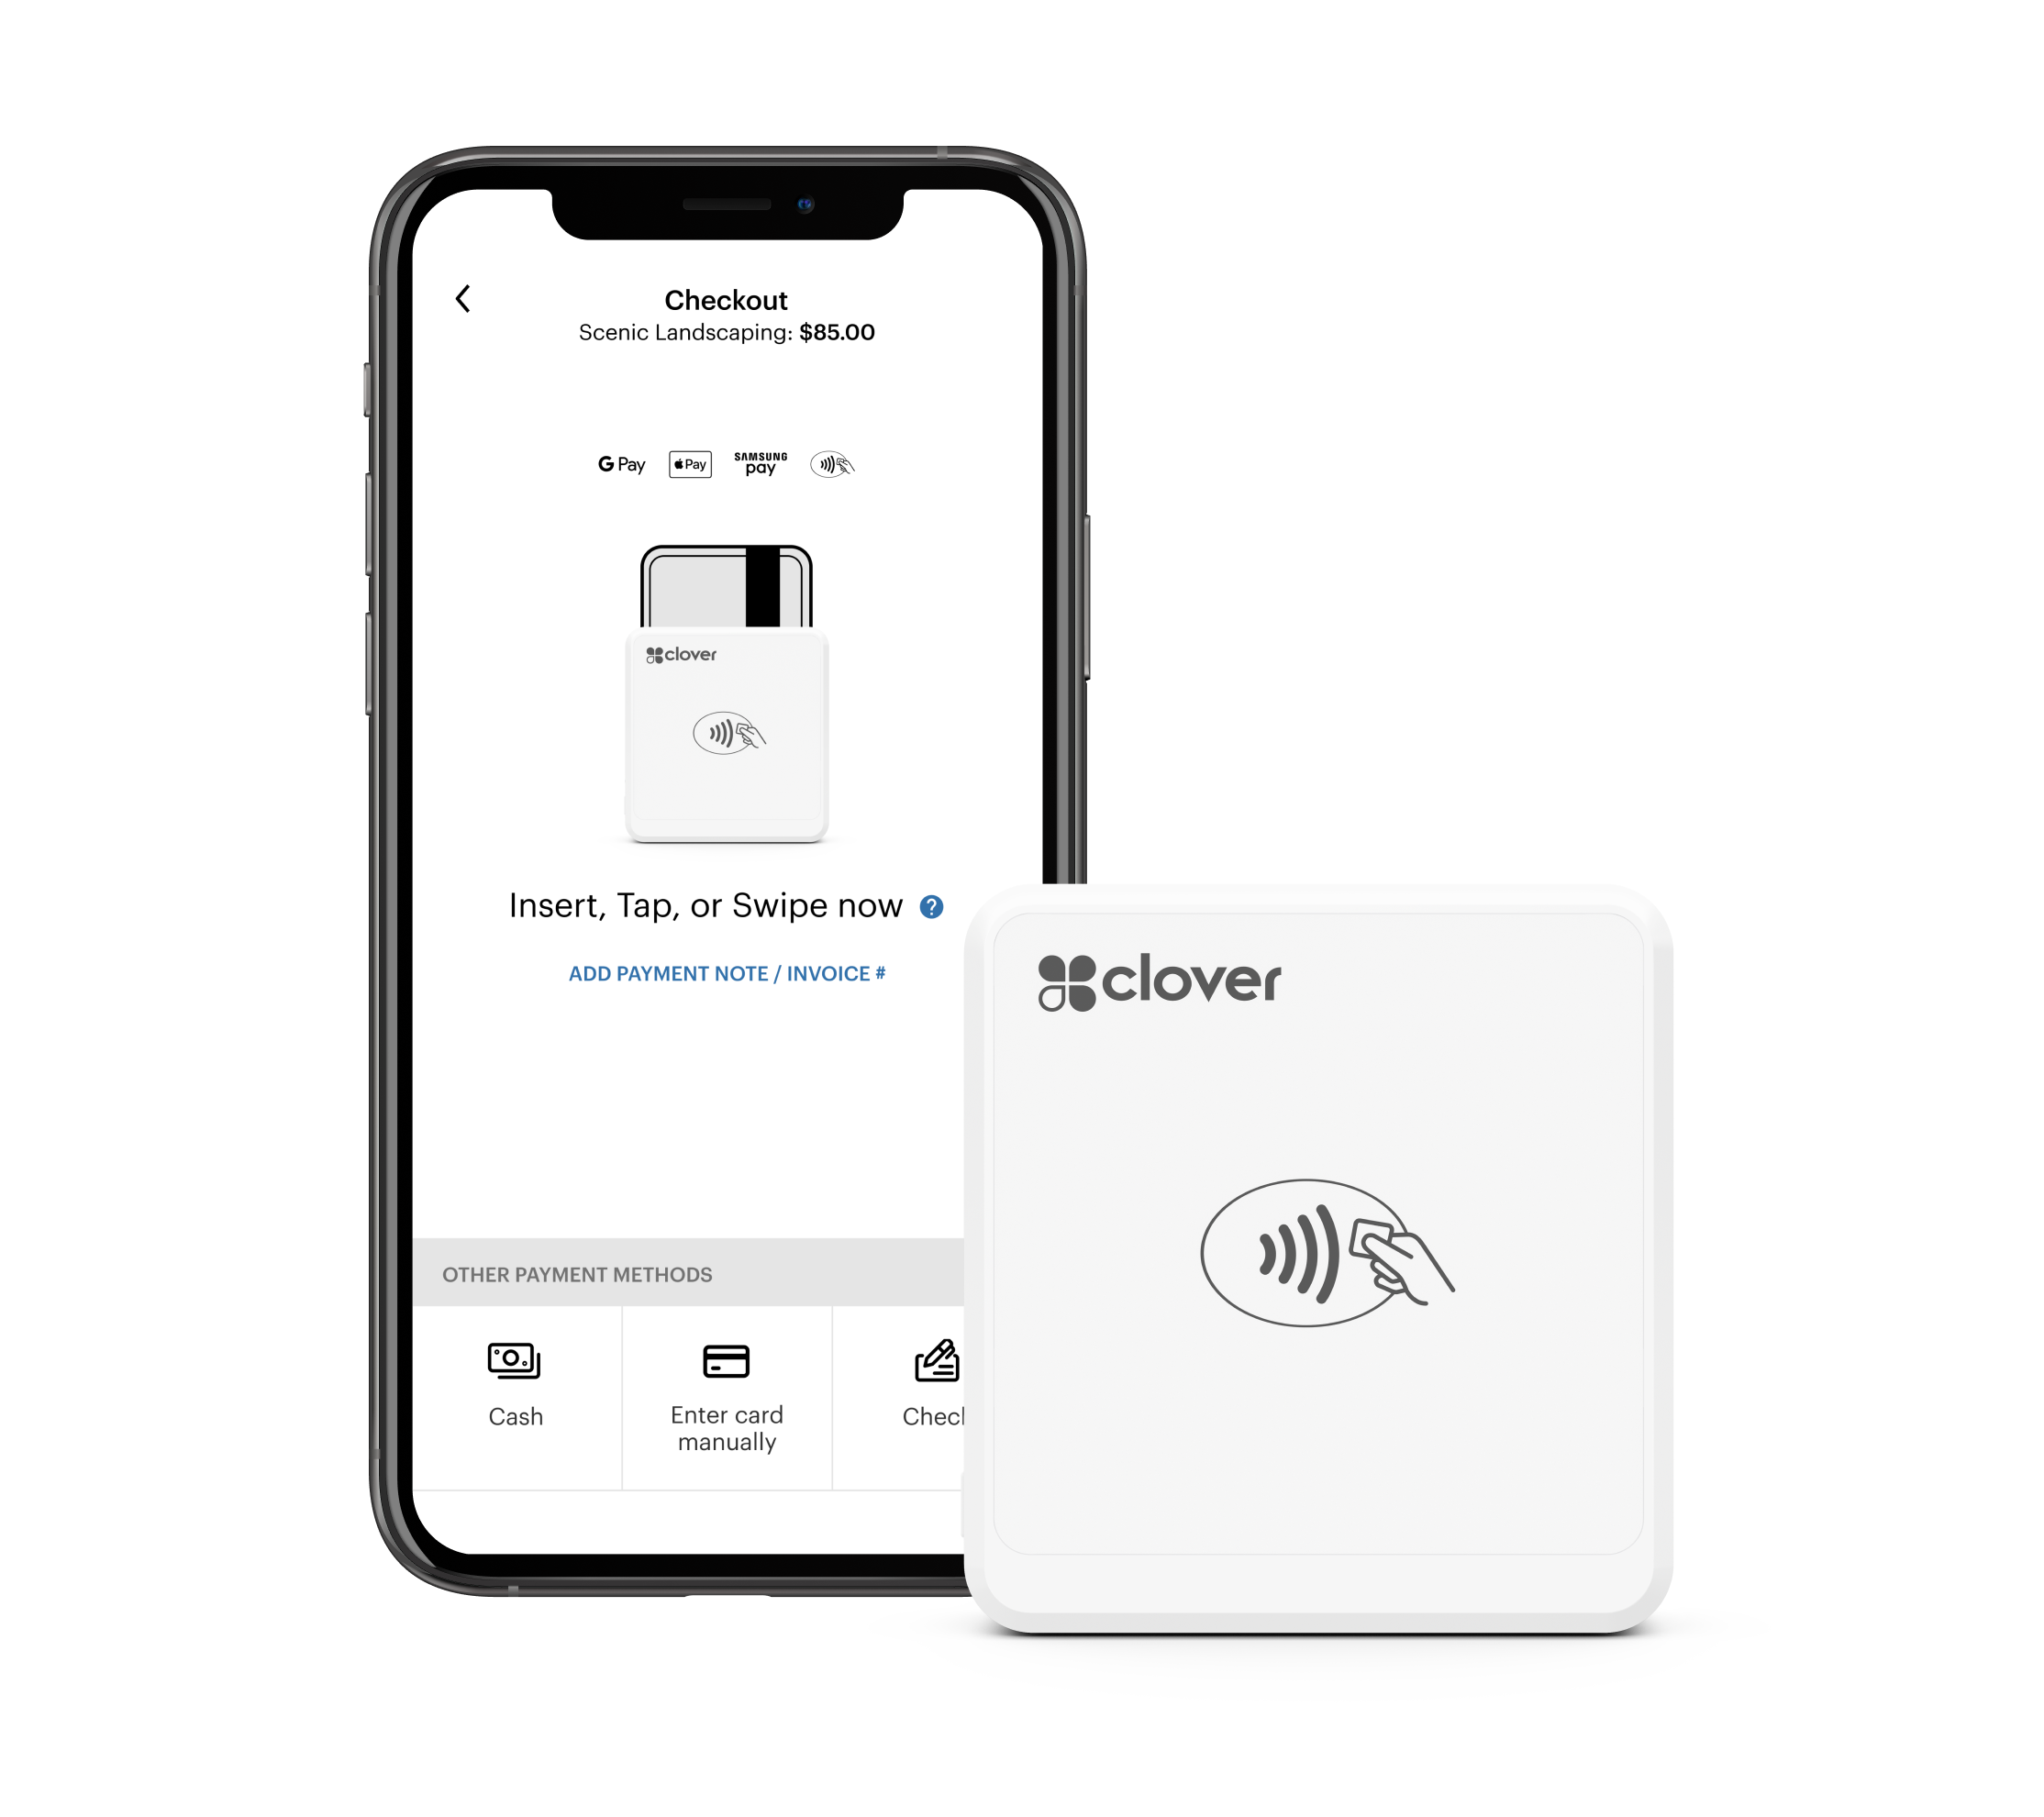 Checkout
Scenic Landscaping: $85.00
G Pay
Pay
SAMSUNG
pay
clover
Insert, Tap, or Swipe now ?
ADD PAYMENT NOTE / INVOICE #
clover
OTHER PAYMENT METHODS
Cash
Enter card
manually
Chec